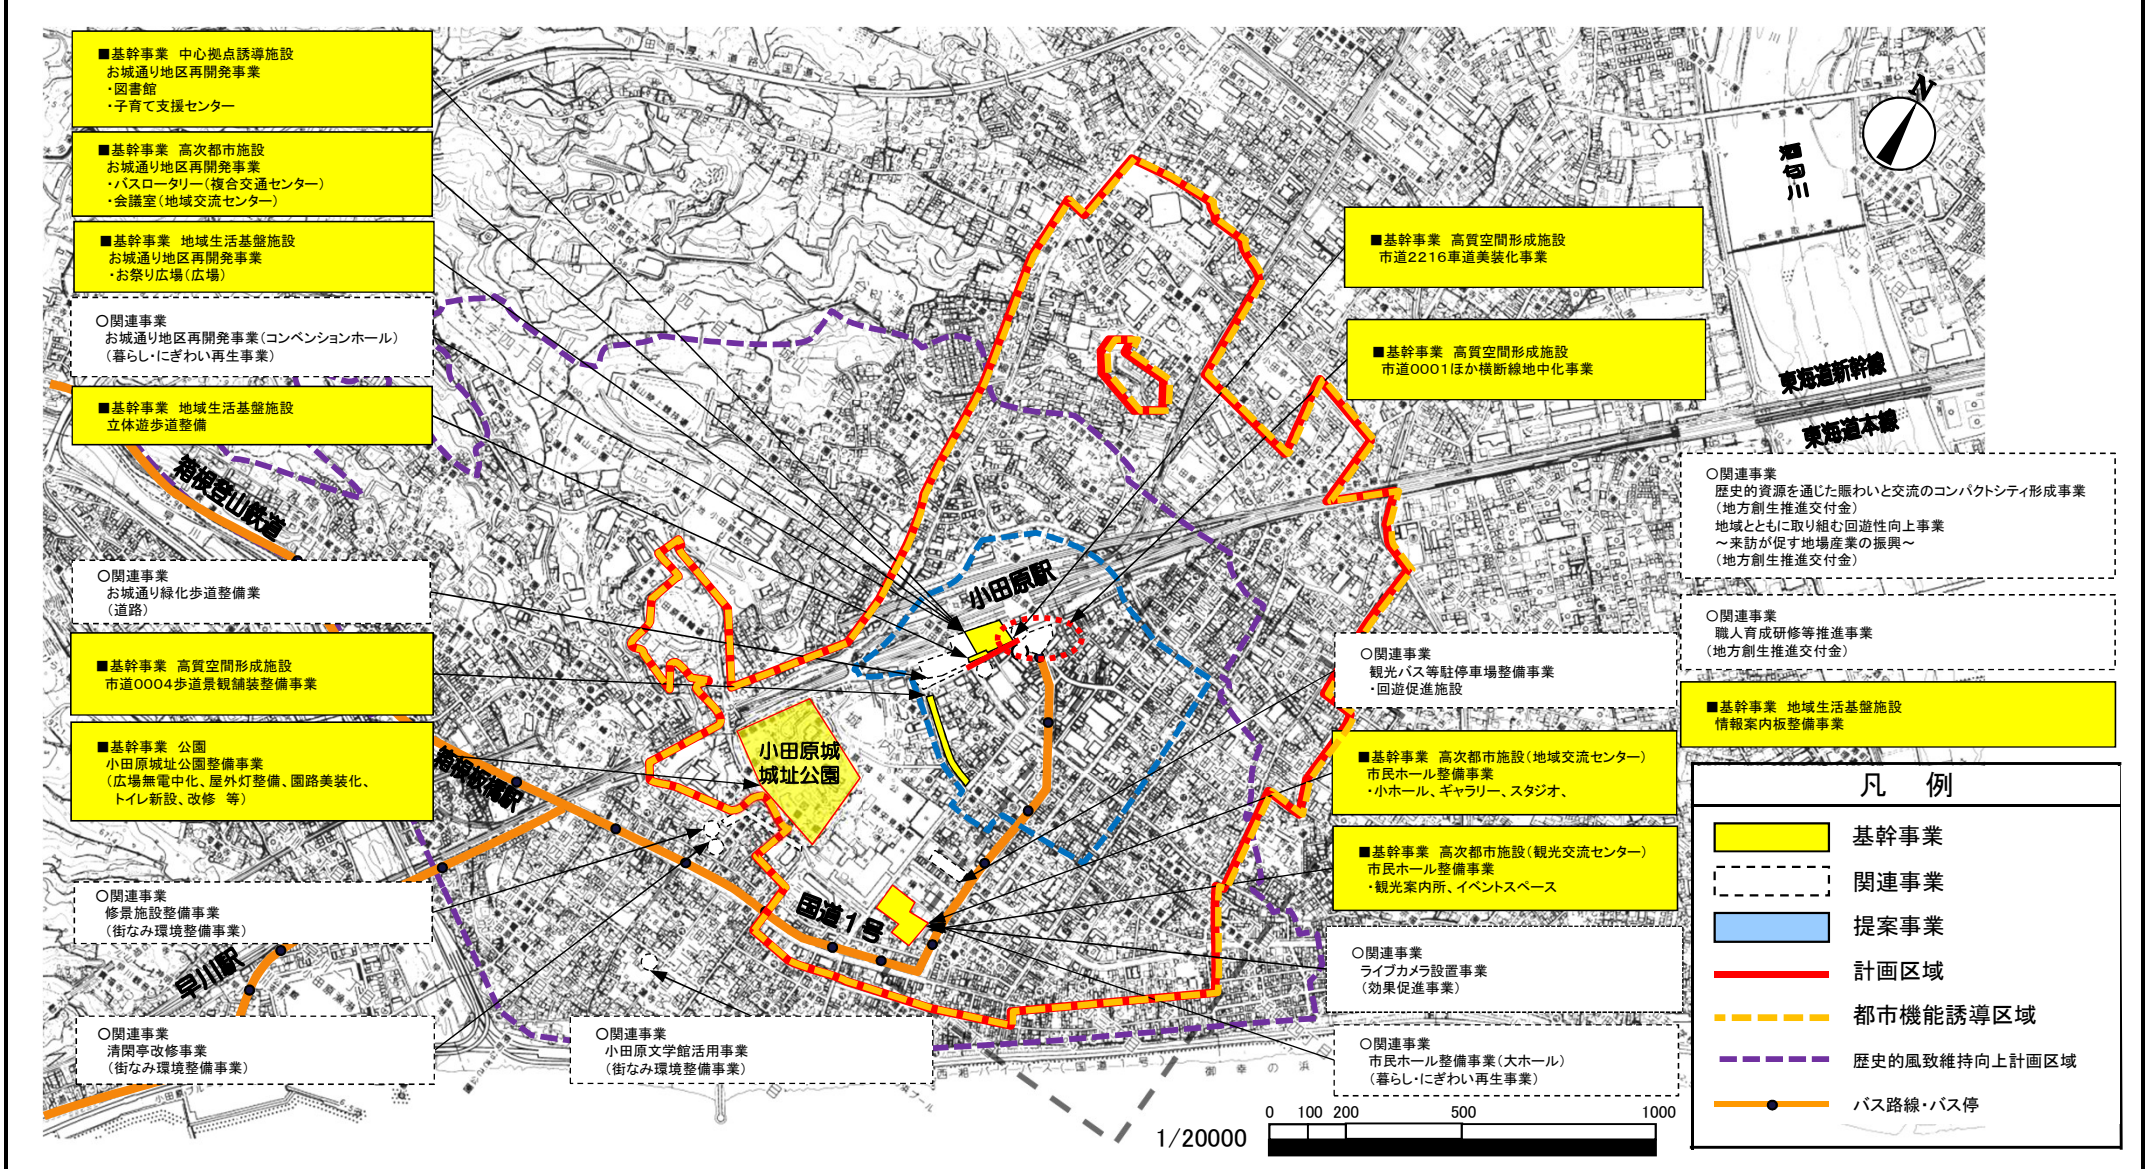 ■基幹事業 中心拠点誘導施設
お城通り地区再開発事業
・図書館
・子育て支援センター
■基幹事業 高次都市施設
お城通り地区再開発事業
・バスロータリー(複合交通センター)
・会議室(地域交流センター)
■基幹事業 地域生活基盤施設
お城通り地区再開発事業
・お祭り広場(広場)
○関連事業
お城通り地区再開発事業(コンベンションホール)
(暮らし・にぎわい再生事業)
■基幹事業 地域生活基盤施設
立体遊歩道整備
箱根登山鉄道
○関連事業
お城通り緑化歩道整備業
(道路)
■基幹事業 高質空間形成施設
市道0004歩道景観舗装整備事業
■基幹事業 公園
小田原城址公園整備事業
(広場無電中化、屋外灯整備、園路美装化、
トイレ新設、改修 等)
箱根板橋駅
○関連事業
修景施設整備事業
(街なみ環境整備事業)
早川駅
○関連事業
清閑亭改修事業
(街なみ環境整備事業)
○関連事業
小田原文学館活用事業
(街なみ環境整備事業)
小田原駅
小田原城
城址公園
国道1号
N
酒匂川
■基幹事業 高質空間形成施設
市道2216車道美装化事業
■基幹事業 高質空間形成施設
市道0001ほか横断線地中化事業
東海道新幹線
東海道本線
○関連事業
歴史的資源を通じた賑わいと交流のコンパクトシティ形成事業
(地方創生推進交付金)
地域とともに取り組む回遊性向上事業
～来訪が促す地場産業の振興～
(地方創生推進交付金)
○関連事業
職人育成研修等推進事業
(地方創生推進交付金)
■基幹事業 地域生活基盤施設
情報案内板整備事業
○関連事業
観光バス等駐停車場整備事業
・回遊促進施設
■基幹事業 高次都市施設(地域交流センター)
市民ホール整備事業
・小ホール、ギャラリー、スタジオ、
■基幹事業 高次都市施設(観光交流センター)
市民ホール整備事業
・観光案内所、イベントスペース
○関連事業
ライブカメラ設置事業
(効果促進事業)
○関連事業
市民ホール整備事業(大ホール)
(暮らし・にぎわい再生事業)
凡 例
基幹事業
関連事業
提案事業
計画区域
都市機能誘導区域
歴史的風致維持向上計画区域
バス路線・バス停
西湘バイパス(国道1号)
御幸の浜
0 100 200 500 1000
1/20000